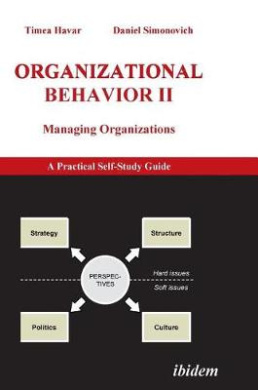 Timea Havar Daniel Simonovich
ORGANIZATIONAL
BEHAVIOR II
Managing Organizations
A Practical Self-Study Guide
Strategy Structure
PERSPEC-
TIVES
Hard issues
Soft issues
Politics Culture
ibidem